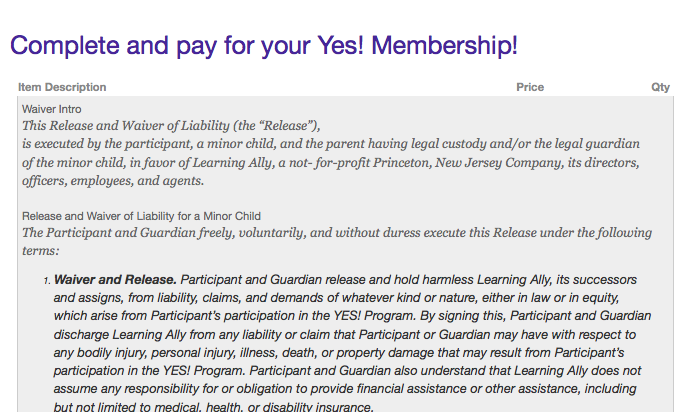 Complete and pay for your Yes! Membership!
Item Description Price Qty
Waiver Intro
This Release and Waiver of Liability (the “Release”),
is executed by the participant, a minor child, and the parent having legal custody and/or the legal guardian
of the minor child, in favor of Learning Ally, a not- for-profit Princeton, New Jersey Company, its directors,
officers, employees, and agents.
Release and Waiver of Liability for a Minor Child
The Participant and Guardian freely, voluntarily, and without duress execute this Release under the following
terms:
1. Waiver and Release. Participant and Guardian release and hold harmless Learning Ally, its successors
and assigns, from liability, claims, and demands of whatever kind or nature, either in law or in equity,
which arise from Participant’s participation in the YES! Program. By signing this, Participant and Guardian
discharge Learning Ally from any liability or claim that Participant or Guardian may have with respect to
any bodily injury, personal injury, illness, death, or property damage that may result from Participant’s
participation in the YES! Program. Participant and Guardian also understand that Learning Ally does not
assume any responsibility for or obligation to provide financial assistance or other assistance, including
but not limited to medical, health, or disability insurance.